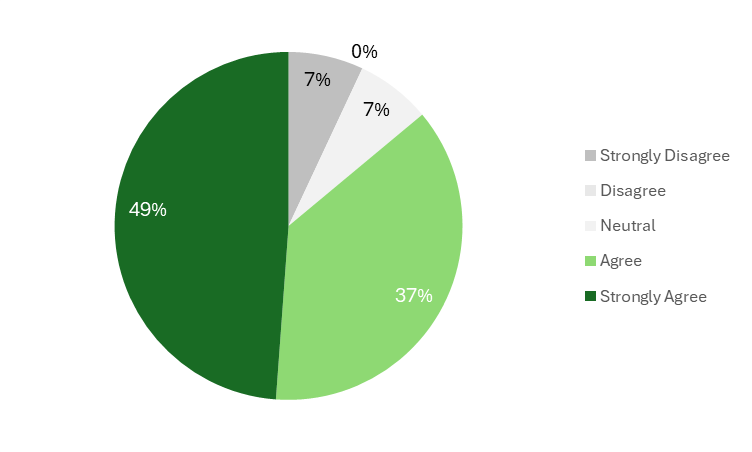 0%
7%
7%
49%
37%
Strongly Disagree
Disagree
Neutral
Agree
Strongly Agree